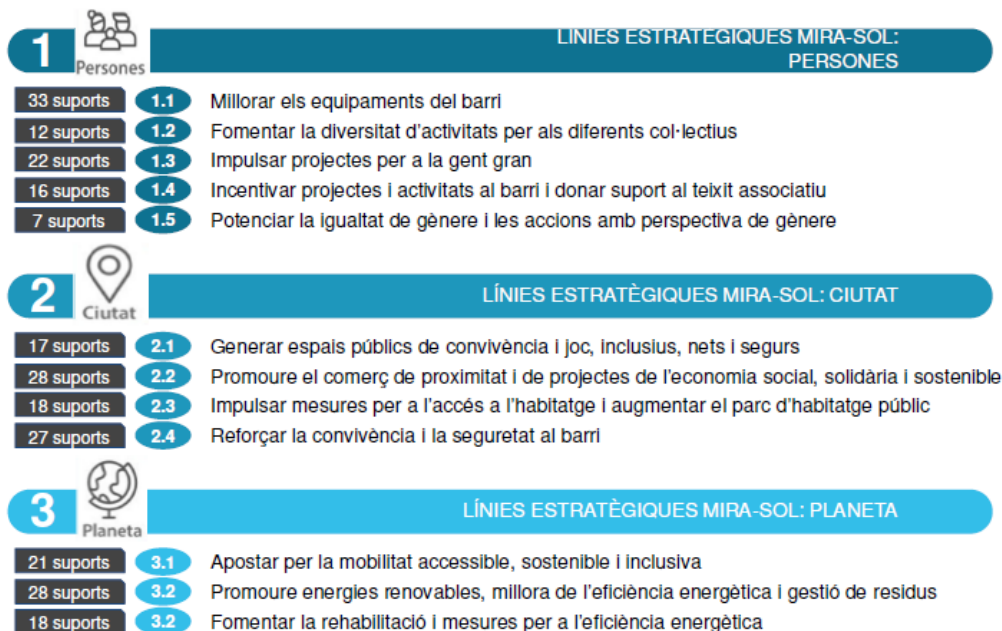 1
Persones
LÍNIES ESTRATÈGIQUES MIRA-SOL:
PERSONES
33 suports 1.1 Millorar els equipaments del barri
12 suports 1.2 Fomentar la diversitat d'activitats per als diferents col·lectius
22 suports 1.3 Impulsar projectes per a la gent gran
16 suports 1.4 Incentivar projectes i activitats al barri i donar suport al teixit associatiu
7 suports 1.5 Potenciar la igualtat de gènere i les accions amb perspectiva de gènere
2
Ciutat
LÍNIES ESTRATÈGIQUES MIRA-SOL: CIUTAT
17 suports 2.1 Generar espais públics de convivència i joc, inclusius, nets i segurs
28 suports 2.2 Promoure el comerç de proximitat i de projectes de l'economia social, solidària i sostenible
18 suports 2.3 Impulsar mesures per a l'accés a l'habitatge i augmentar el parc d'habitatge públic
27 suports 2.4 Reforçar la convivència i la seguretat al barri
3
Planeta
LÍNIES ESTRATÈGIQUES MIRA-SOL: PLANETA
21 suports 3.1 Apostar per la mobilitat accessible, sostenible i inclusiva
28 suports 3.2 Promoure energies renovables, millora de l'eficiència energètica i gestió de residus
18 suports 3.2 Fomentar la rehabilitació i mesures per a l'eficiència energètica